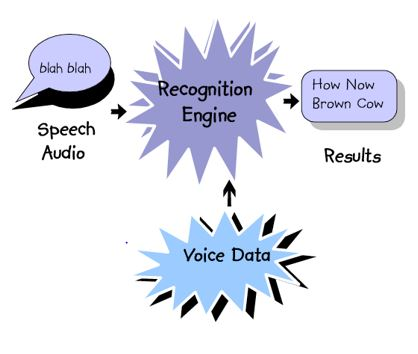 blah blah
Speech
Audio
Recognition
Engine
How Now
Brown Cow
Results
Voice Data